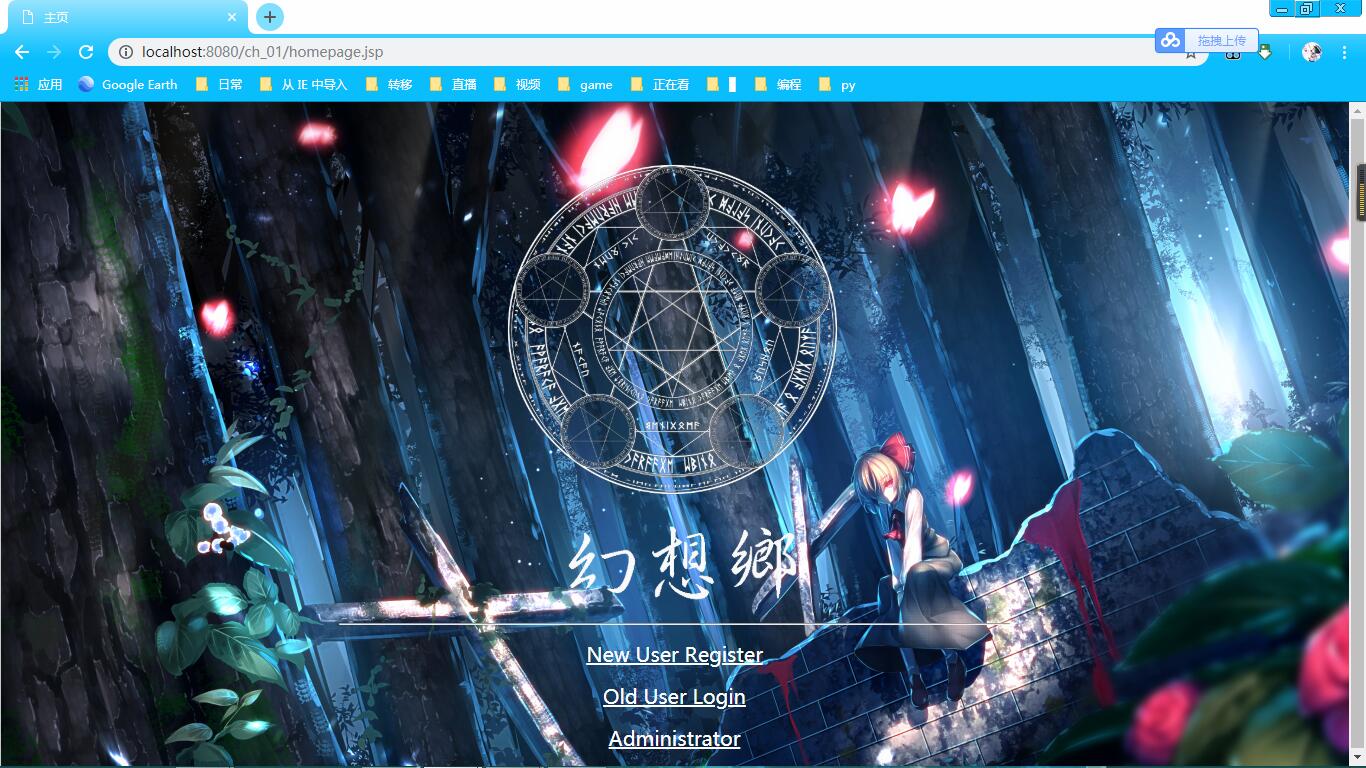 主页
localhost:8080/ch_01/homepage.jsp
拖拽上传
应用 Google Earth 日常 从 IE 中导入 转移 直播 视频 game 正在看 编程 py
幻想鄉
New User Register
Old User Login
Administrator